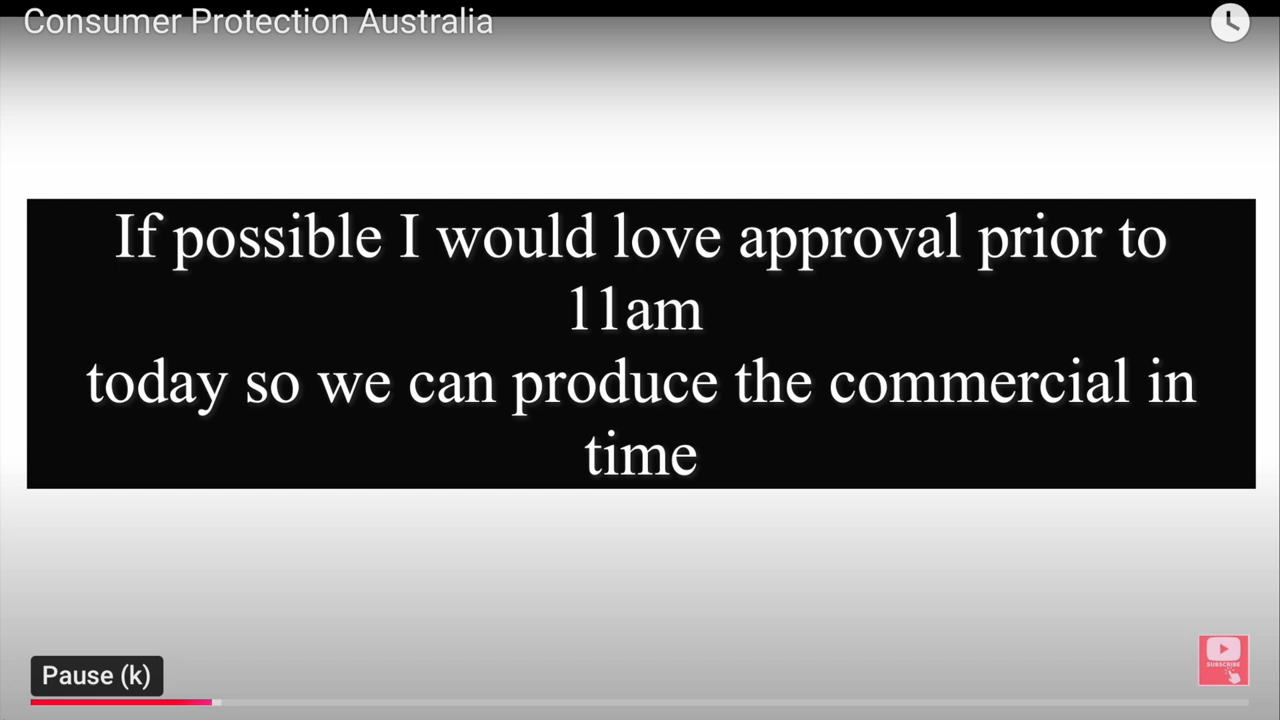 Consumer Protection Australia
If possible I would love approval prior to
11am
today so we can produce the commercial in
time
SUBSCRIBE
Pause (k)